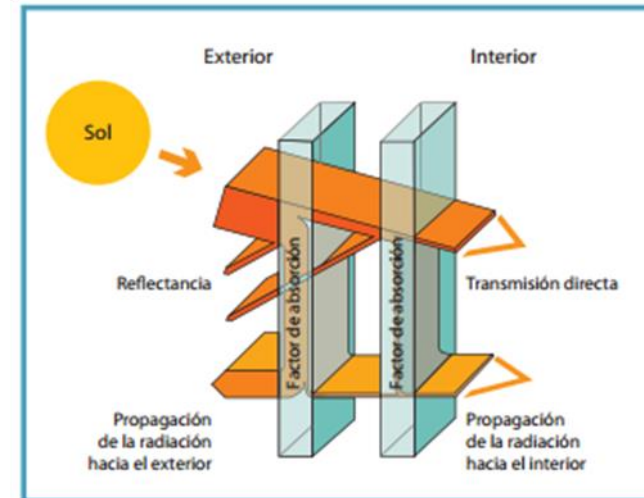 Exterior
Interior
Sol
Factor de absorción
Factor de absorción
Reflectancia
Transmisión directa
Propagación
de la radiación
hacia el exterior
Propagación
de la radiación
hacia el interior